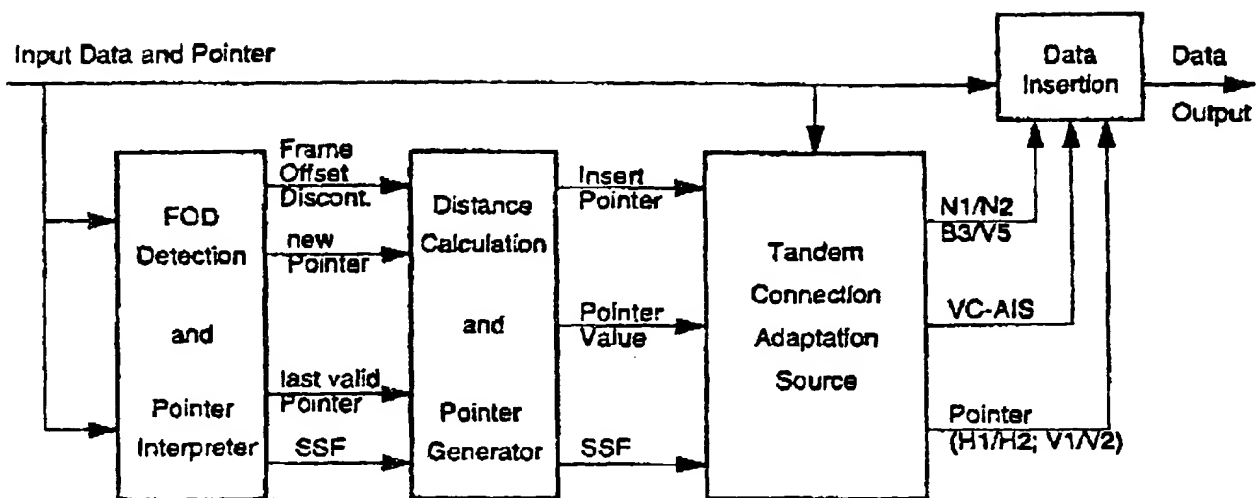 Input Data and Pointer
Data
Insertion
Data
Output
FOD
Detection
and
Pointer
Interpreter
Frame
Offset
Discont.
new
Pointer
last valid
Pointer
SSF
Distance
Calculation
and
Pointer
Generator
Insert
Pointer
Pointer
Value
SSF
Tandem
Connection
Adaptation
Source
N1/N2
B3/V5
VC-AIS
Pointer
(H1/H2; V1/V2)